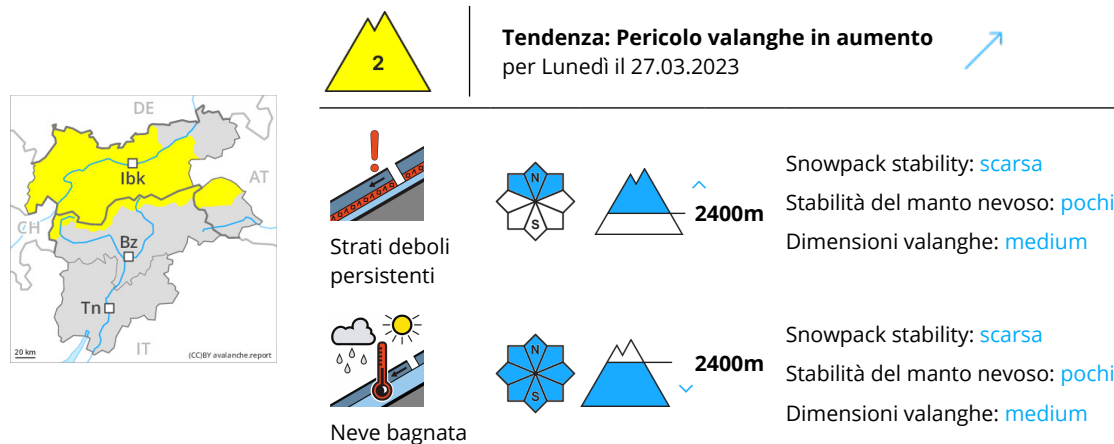 2
Tendenza: Pericolo valanghe in aumento
per Lunedì il 27.03.2023
DE
AT
CH
IT
Ibk
Bz
Tn
20 km
(CC)BY avalanche.report
Strati deboli
persistenti
N
S
2400m
Snowpack stability: scarsa
Stabilità del manto nevoso: pochi
Dimensioni valanghe: medium
Neve bagnata
N
S
2400m
Snowpack stability: scarsa
Stabilità del manto nevoso: pochi
Dimensioni valanghe: medium